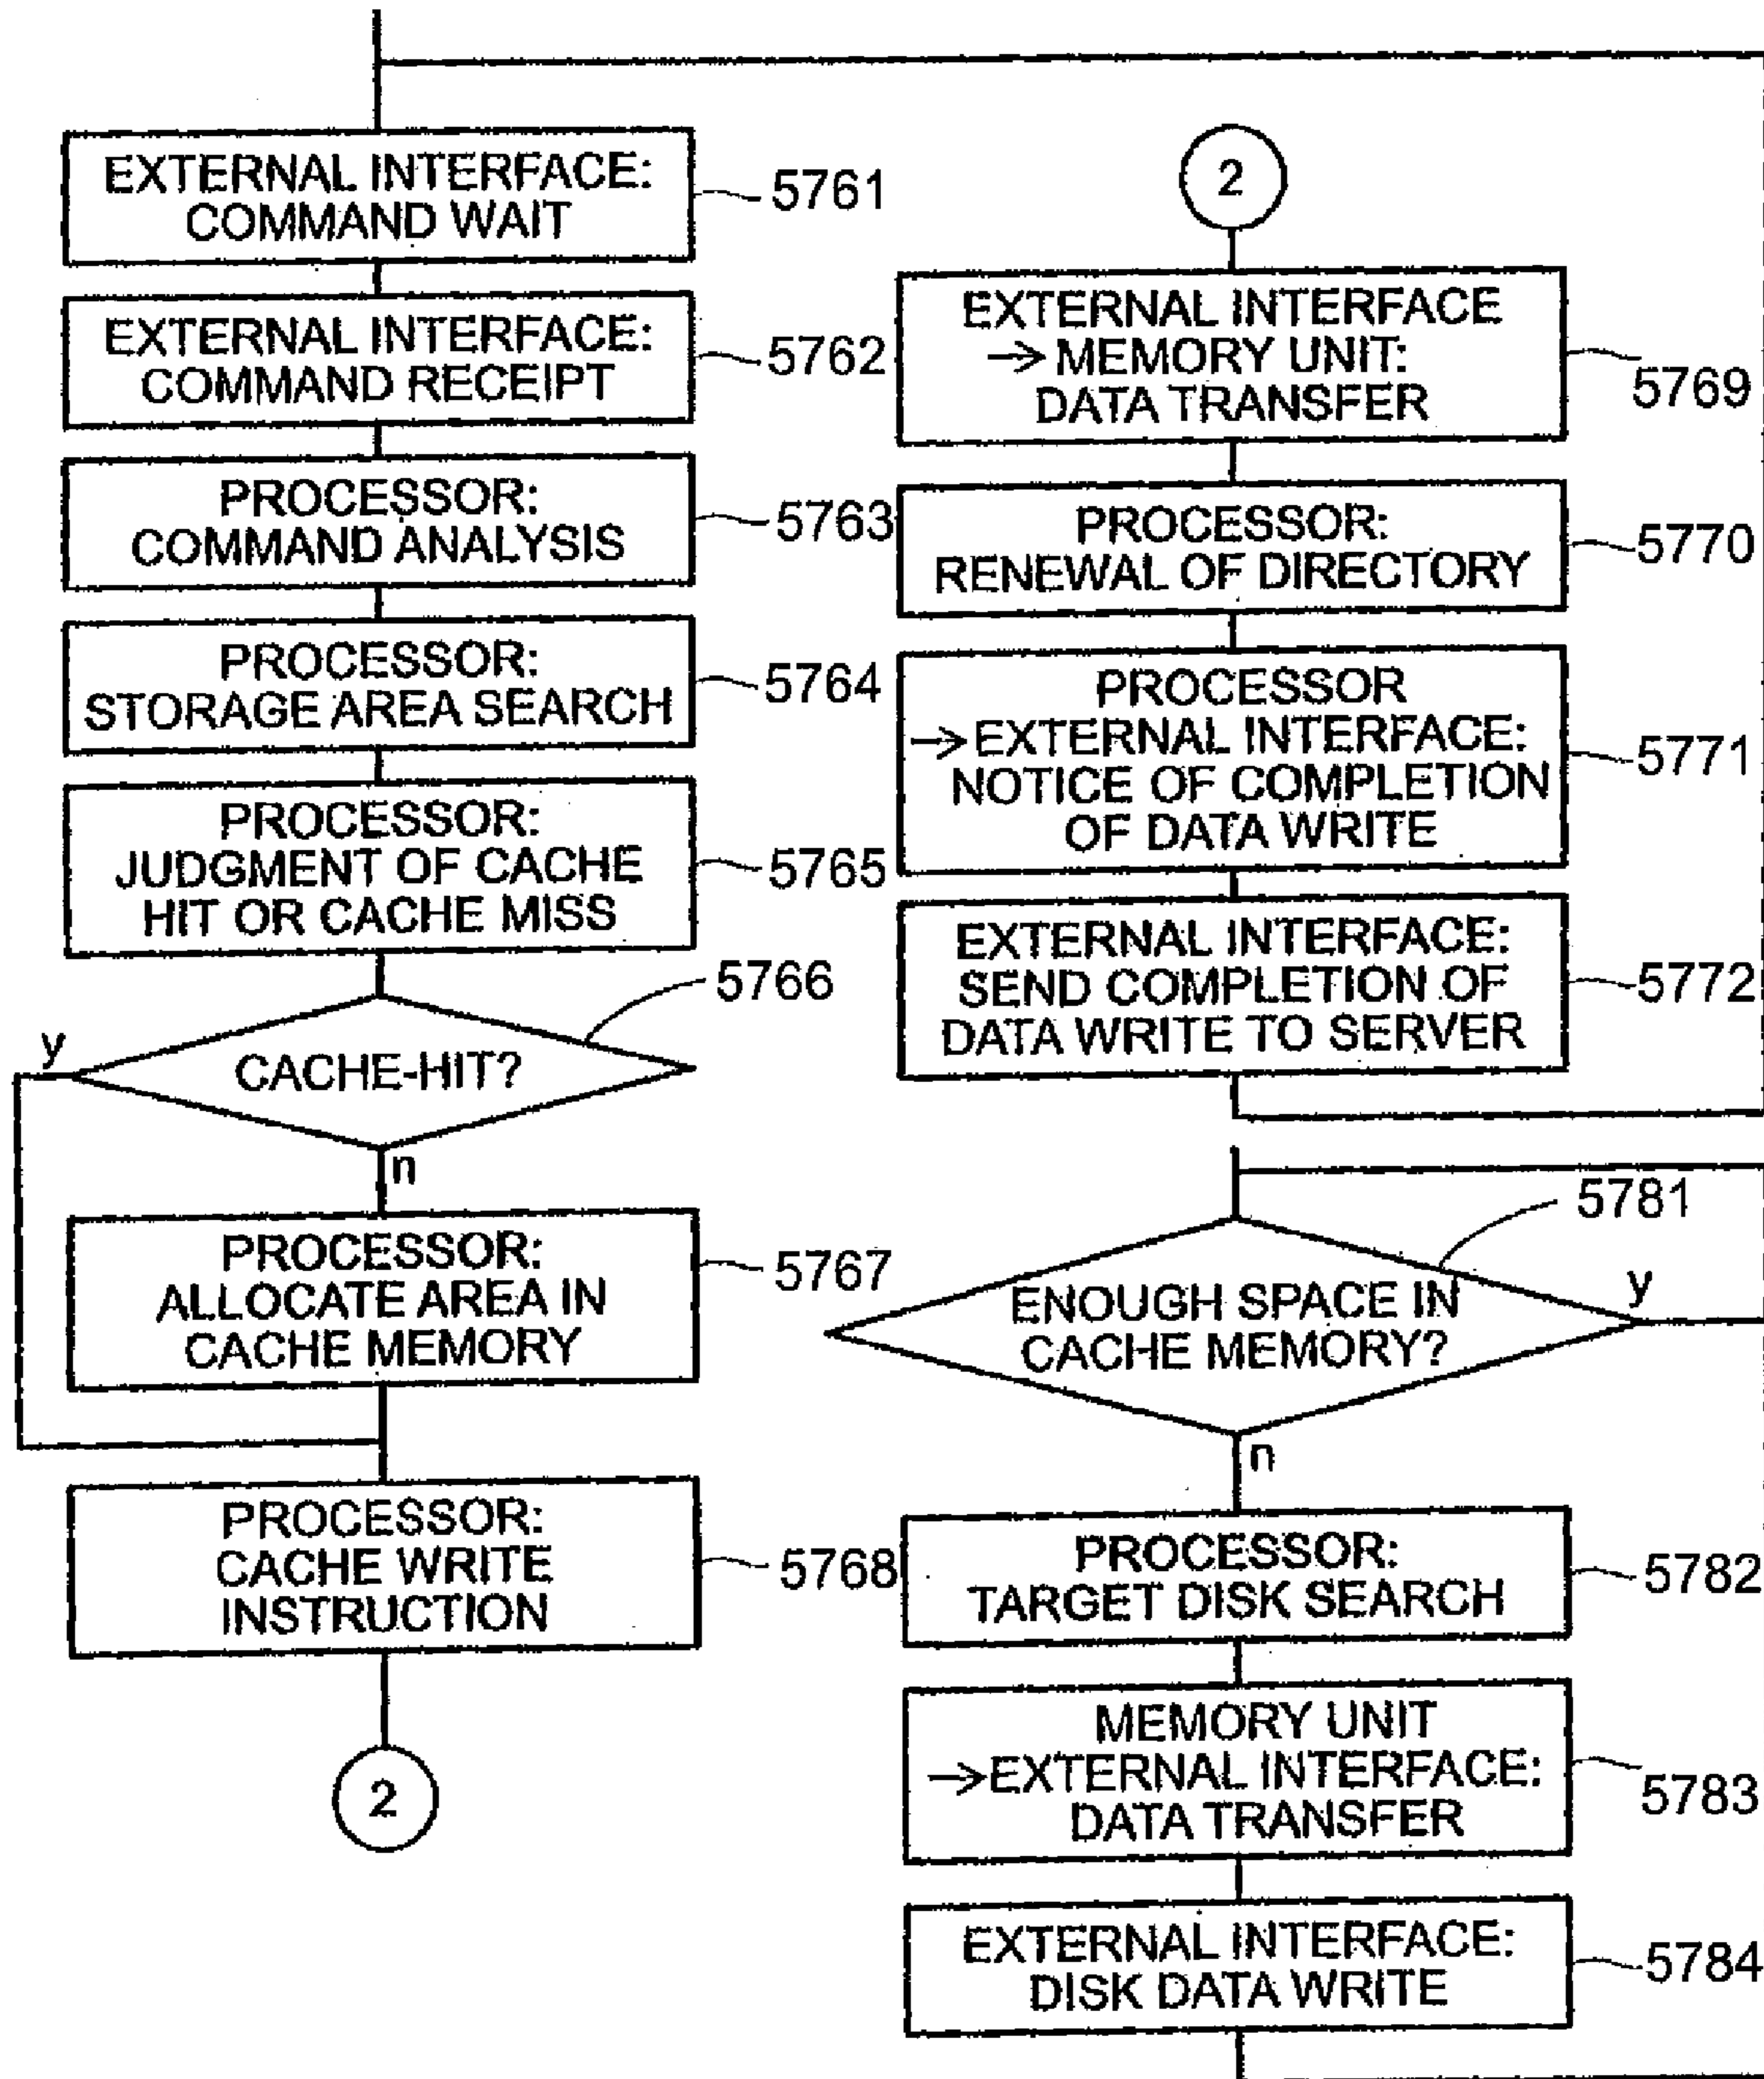 EXTERNAL INTERFACE:
COMMAND WAIT
5761
EXTERNAL INTERFACE:
COMMAND RECEIPT
5762
PROCESSOR:
COMMAND ANALYSIS
5763
PROCESSOR:
STORAGE AREA SEARCH
5764
PROCESSOR:
JUDGMENT OF CACHE
HIT OR CACHE MISS
5765
5766
y
CACHE-HIT?
n
PROCESSOR:
ALLOCATE AREA IN
CACHE MEMORY
5767
PROCESSOR:
CACHE WRITE
INSTRUCTION
5768
2
2
EXTERNAL INTERFACE
→ MEMORY UNIT:
DATA TRANSFER
5769
PROCESSOR:
RENEWAL OF DIRECTORY
5770
PROCESSOR
→ EXTERNAL INTERFACE:
NOTICE OF COMPLETION
OF DATA WRITE
5771
EXTERNAL INTERFACE:
SEND COMPLETION OF
DATA WRITE TO SERVER
5772
5781
ENOUGH SPACE IN
CACHE MEMORY?
y
n
PROCESSOR:
TARGET DISK SEARCH
5782
MEMORY UNIT
→ EXTERNAL INTERFACE:
DATA TRANSFER
5783
EXTERNAL INTERFACE:
DISK DATA WRITE
5784